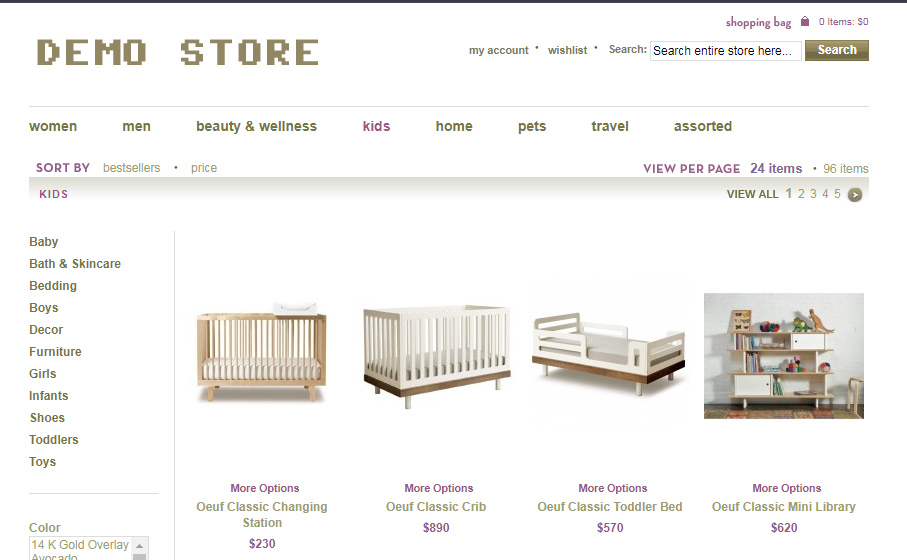 shopping bag 0 Items: $0
DEMO STORE
my account • wishlist • Search: Search entire store here... Search
women men beauty & wellness kids home pets travel assorted
SORT BY bestsellers • price VIEW PER PAGE 24 items • 96 items
KIDS VIEW ALL 1 2 3 4 5 >
Baby
Bath & Skincare
Bedding
Boys
Decor
Furniture
Girls
Infants
Shoes
Toddlers
Toys
Color
14 K Gold Overlay
Avocado
More Options
Oeuf Classic Changing
Station
$230
More Options
Oeuf Classic Crib
$890
More Options
Oeuf Classic Toddler Bed
$570
More Options
Oeuf Classic Mini Library
$620